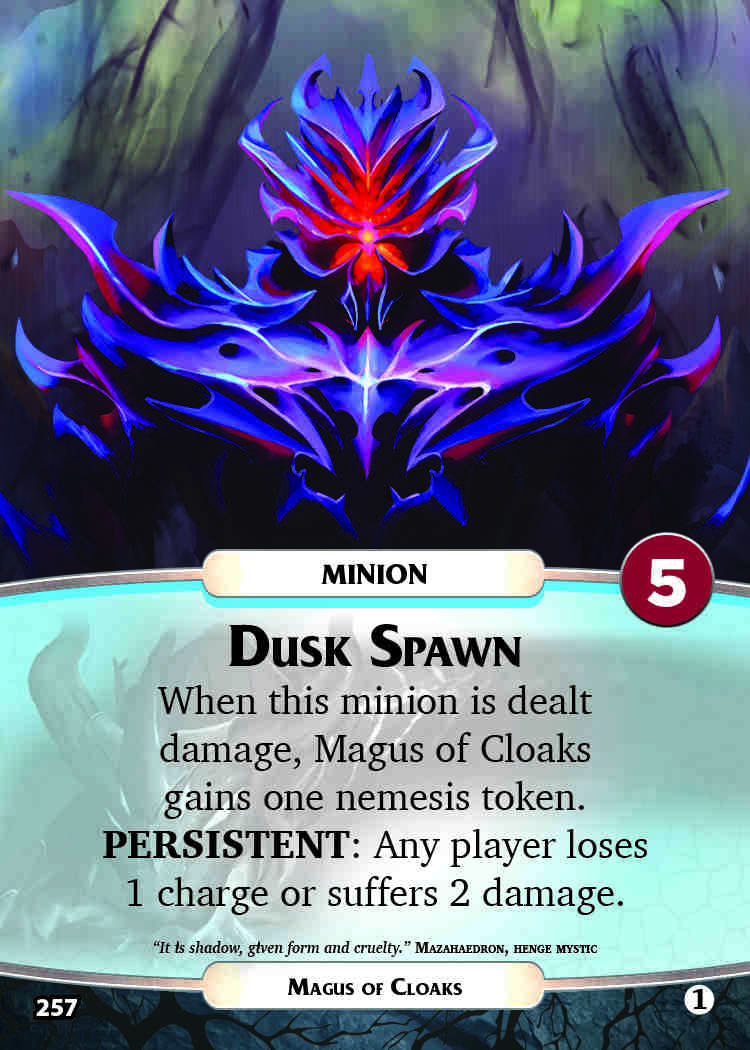 MINION
5
Dusk Spawn
When this minion is dealt
damage, Magus of Cloaks
gains one nemesis token.
PERSISTENT: Any player loses
1 charge or suffers 2 damage.
“It is shadow, given form and cruelty.” Mazahaedron, henge mystic
Magus of Cloaks
257
1